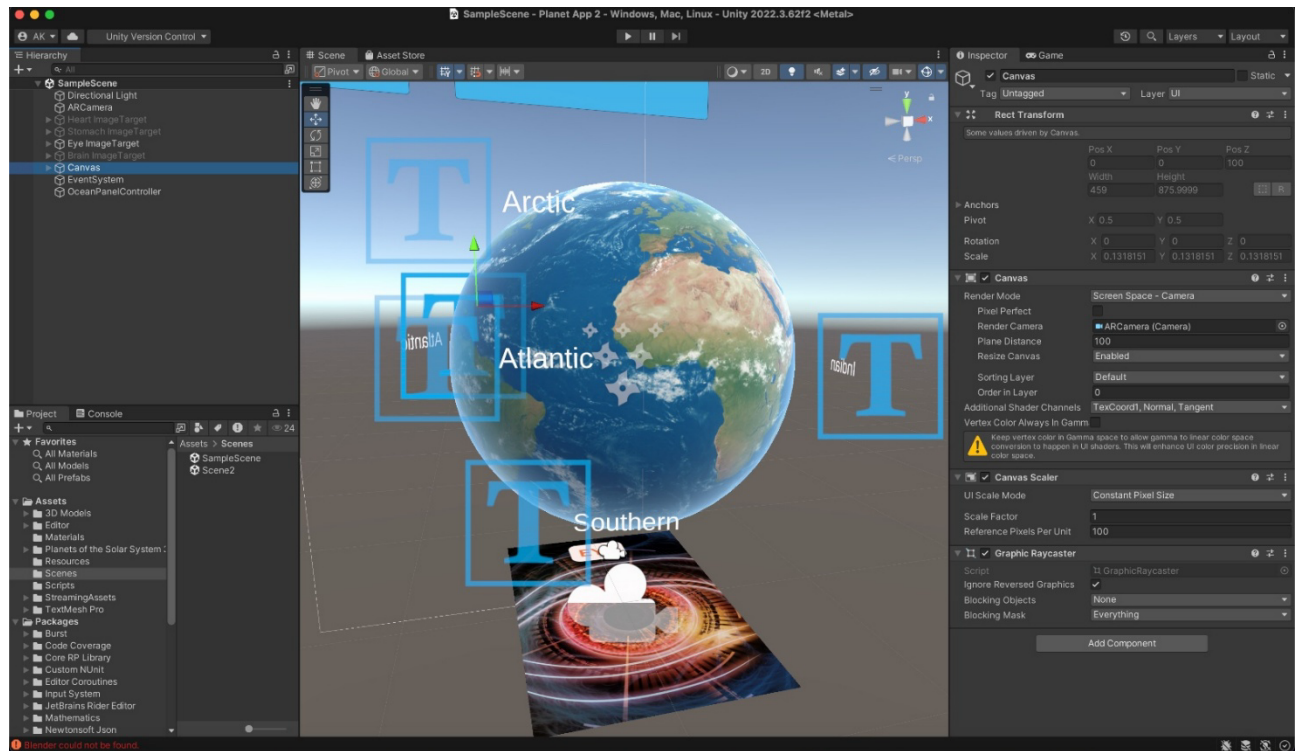 SampleScene - Planet App 2 - Windows, Mac, Linux - Unity 2022.3.62f2 <Metal>
AK
Unity Version Control
Layers
Layout
Hierarchy
All
SampleScene
Directional Light
ARCamera
Heart ImageTarget
Stomach ImageTarget
Eye ImageTarget
Brain ImageTarget
Canvas
EventSystem
OceanPanelController
Project
Console
24
Favorites
All Materials
All Models
All Prefabs
Assets
3D Models
Editor
Materials
Planets of the Solar System
Resources
Scenes
Scripts
StreamingAssets
TextMesh Pro
Packages
Burst
Code Coverage
Core RP Library
Custom NUnit
Editor Coroutines
Input System
JetBrains Rider Editor
Mathematics
Newtonsoft Json
Assets > Scenes
SampleScene
Scene2
Blender could not be found.
Scene
Asset Store
Pivot
Global
2D
y
x
Persp
T
Arctic
T
Atlantic
Atlantic
T
Indian
T
Southern
Inspector
Game
Canvas
Static
Tag Untagged
Layer UI
Rect Transform
Some values driven by Canvas.
Pos X Pos Y Pos Z
0 0 100
Width Height
459 875.9999
R
Anchors
Pivot X 0.5 Y 0.5
Rotation X 0 Y 0 Z 0
Scale X 0.1318151 Y 0.1318151 Z 0.1318151
Canvas
Render Mode Screen Space - Camera
Pixel Perfect
Render Camera ARCamera (Camera)
Plane Distance 100
Resize Canvas Enabled
Sorting Layer Default
Order in Layer 0
Additional Shader Channels TexCoord1, Normal, Tangent
Vertex Color Always In Gamm
Keep vertex color in Gamma space to allow gamma to linear color space
conversion to happen in UI shaders. This will enhance UI color precision in linear
color space.
Canvas Scaler
UI Scale Mode Constant Pixel Size
Scale Factor 1
Reference Pixels Per Unit 100
Graphic Raycaster
Script GraphicRaycaster
Ignore Reversed Graphics
Blocking Objects None
Blocking Mask Everything
Add Component